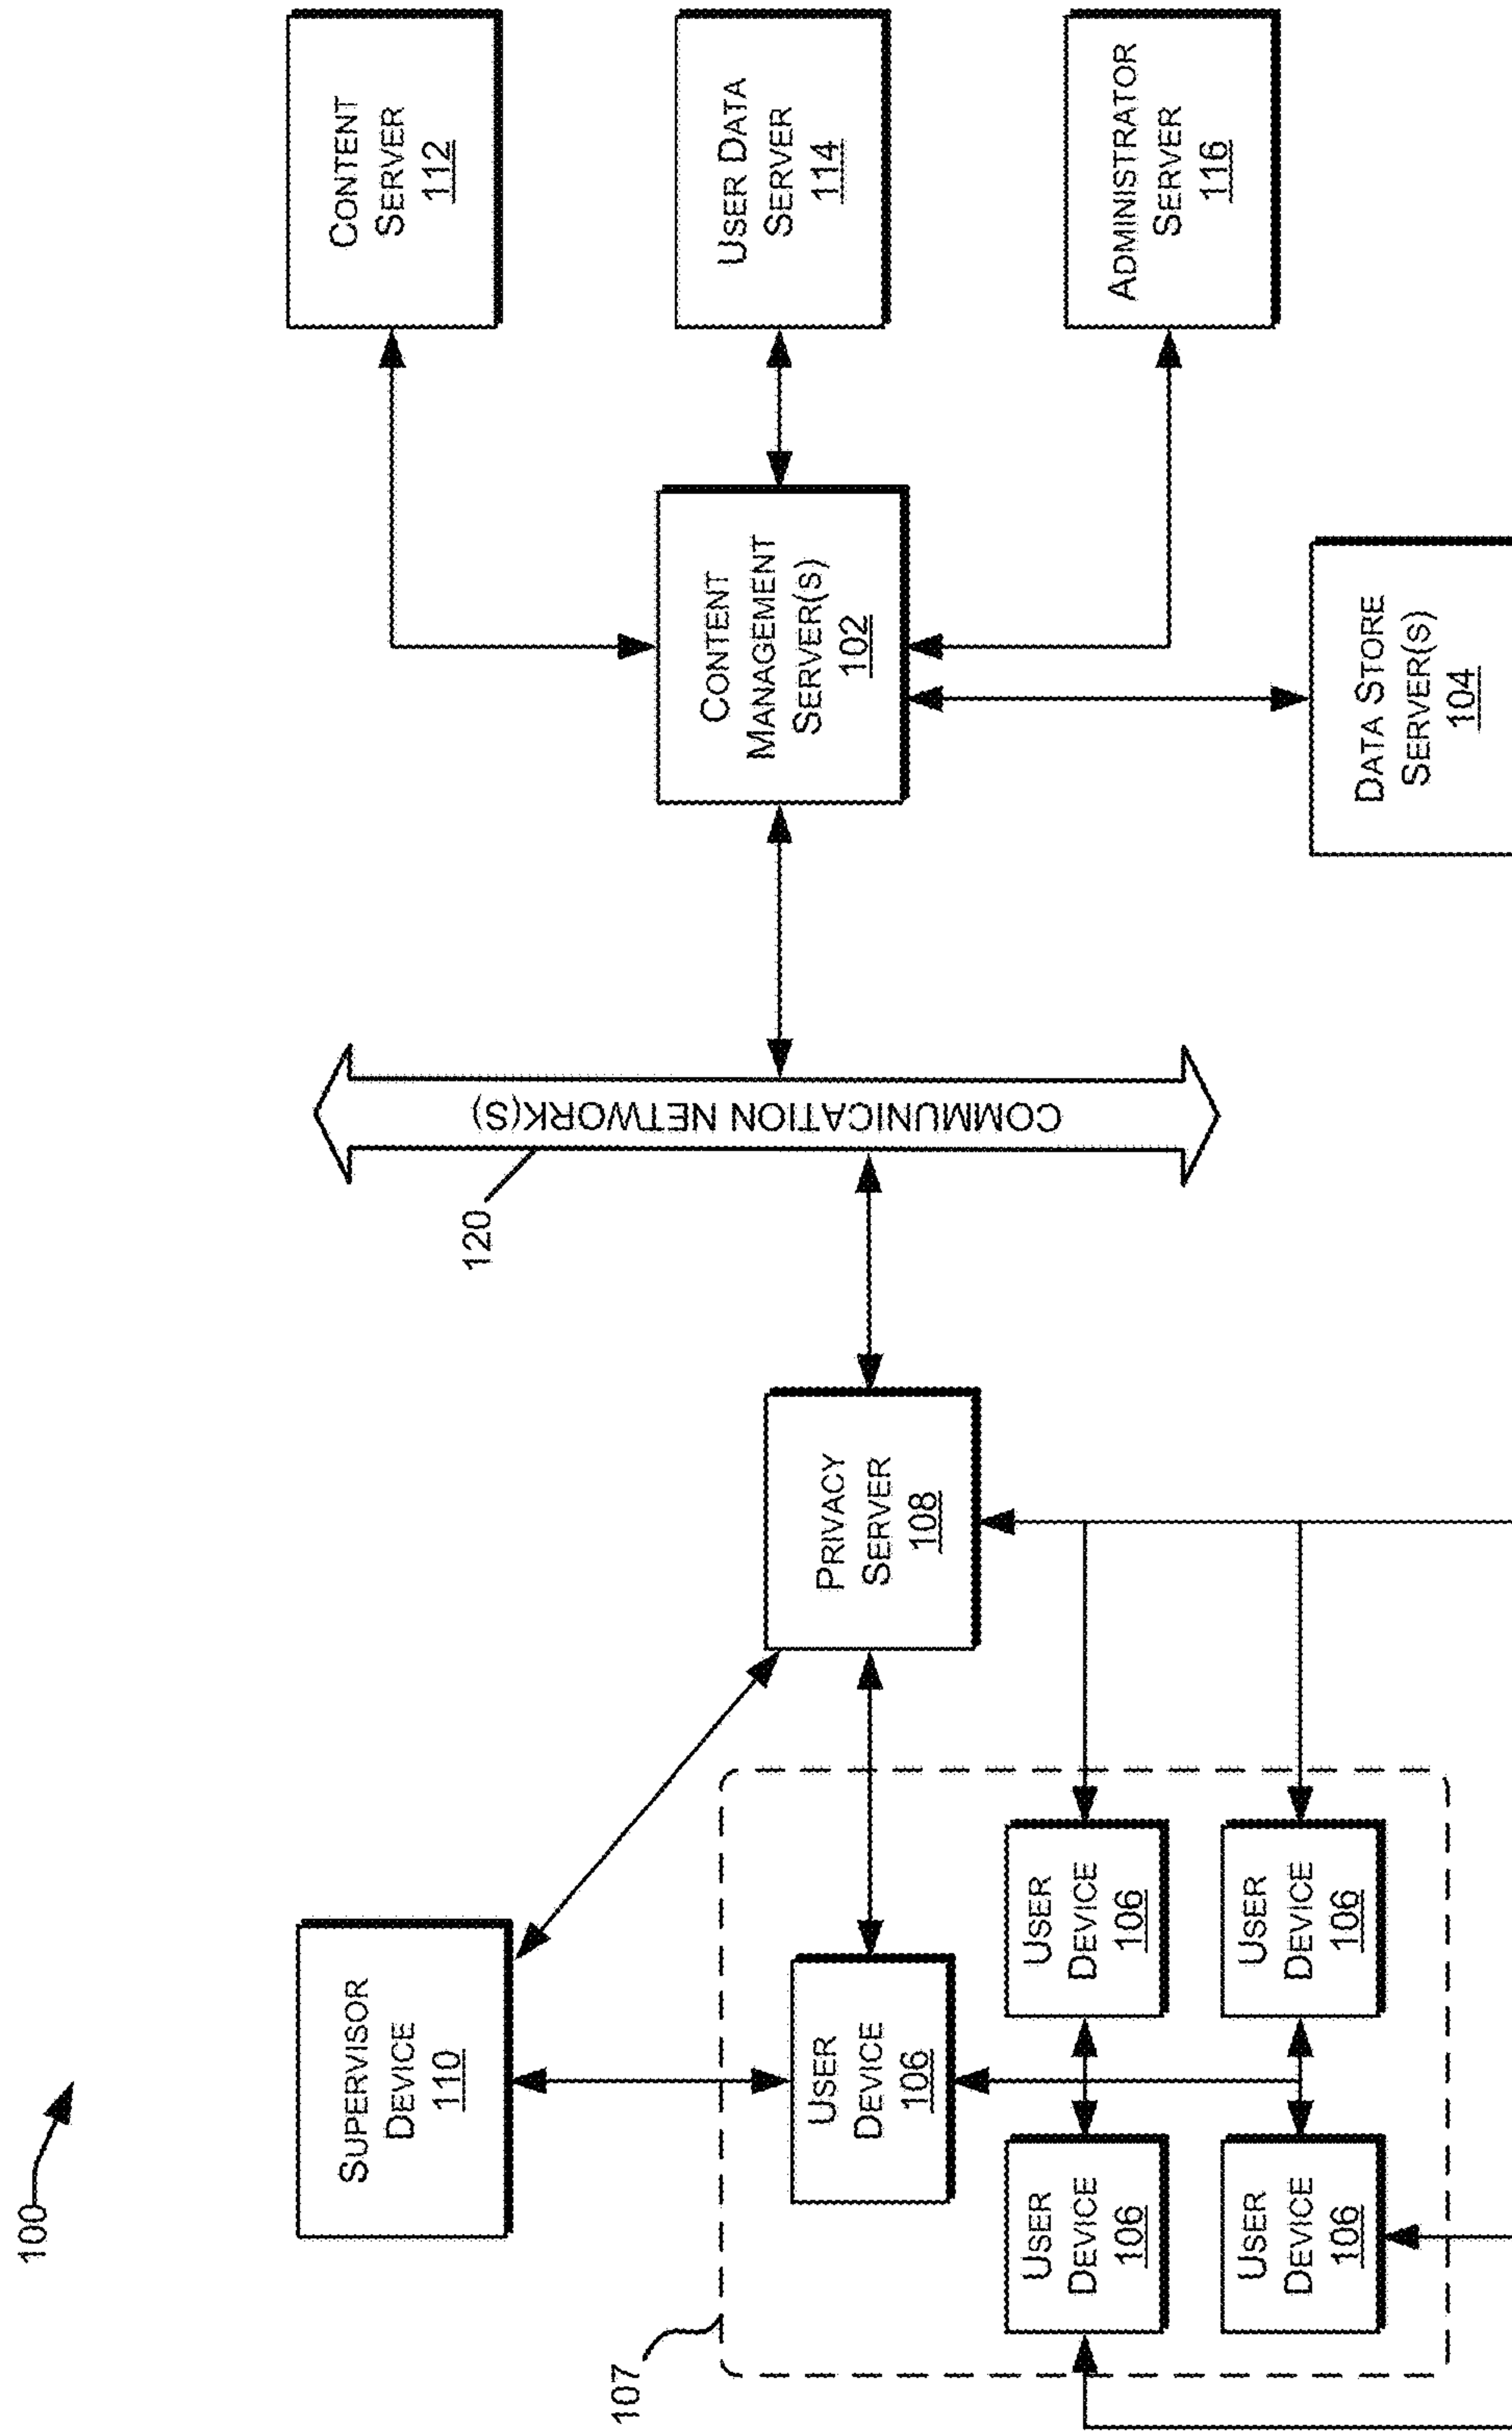 100
SUPERVISOR
DEVICE
110
107
USER
DEVICE
106
USER
DEVICE
106
USER
DEVICE
106
USER
DEVICE
106
USER
DEVICE
106
PRIVACY
SERVER
108
120
COMMUNICATION NETWORK(S)
CONTENT
MANAGEMENT
SERVER(S)
102
DATA STORE
SERVER(S)
104
CONTENT
SERVER
112
USER DATA
SERVER
114
ADMINISTRATOR
SERVER
116